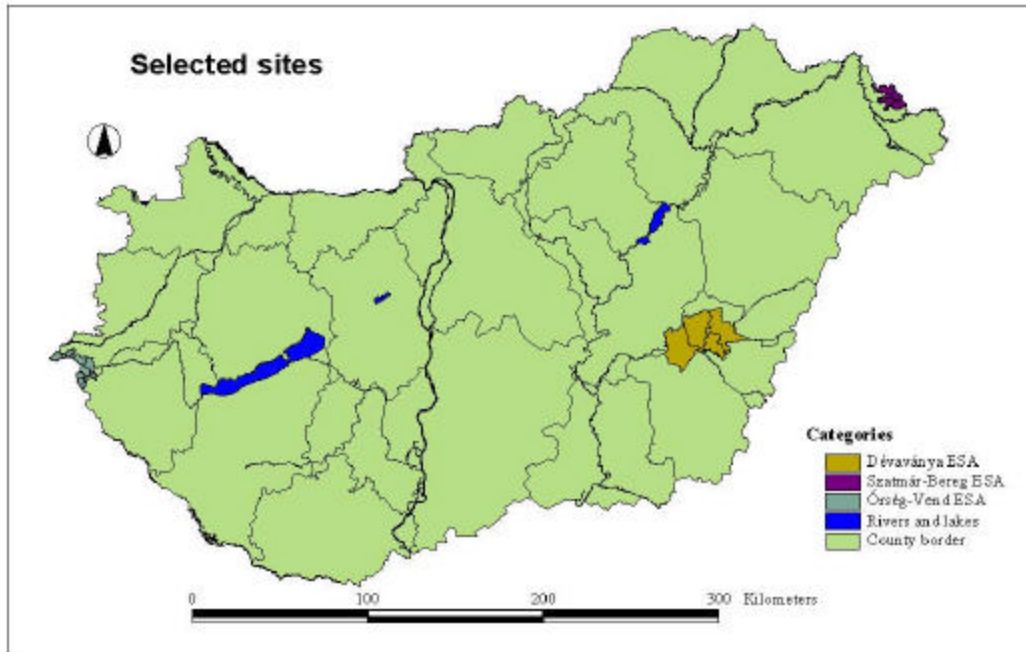 Selected sites
Categories
Dévaványa ESA
Szatmár-Bereg ESA
Őrség-Vend ESA
Rivers and lakes
County border
0 100 200 300 Kilometers